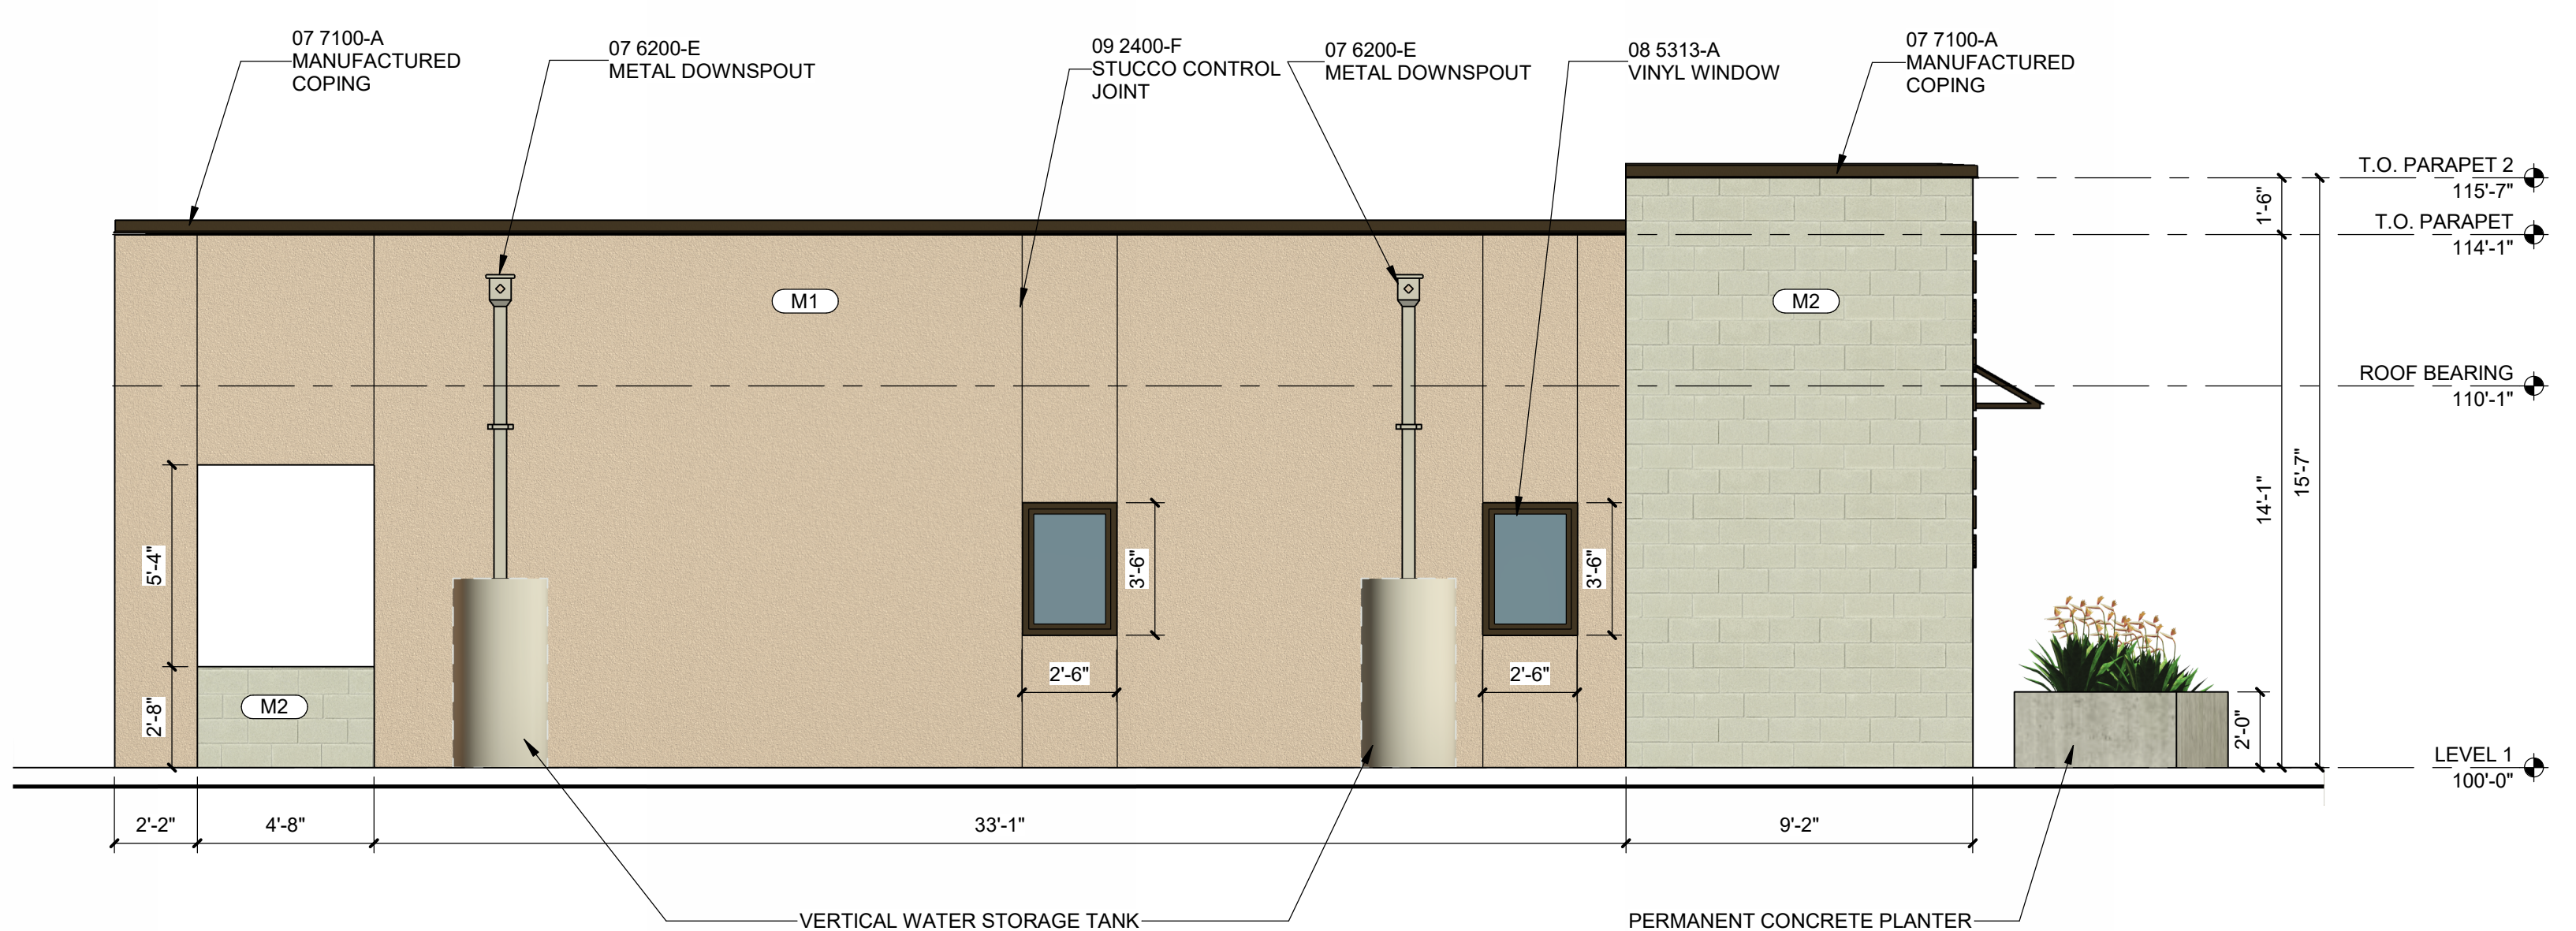 07 7100-A
MANUFACTURED
COPING
07 6200-E
METAL DOWNSPOUT
09 2400-F
STUCCO CONTROL
JOINT
07 6200-E
METAL DOWNSPOUT
08 5313-A
VINYL WINDOW
07 7100-A
MANUFACTURED
COPING
T.O. PARAPET 2
115'-7"
1'-6"
T.O. PARAPET
114'-1"
M1
M2
ROOF BEARING
110'-1"
15'-7"
14'-1"
5'-4"
3'-6"
3'-6"
2'-6"
2'-6"
2'-8"
M2
2'-0"
LEVEL 1
100'-0"
2'-2"
4'-8"
33'-1"
9'-2"
VERTICAL WATER STORAGE TANK
PERMANENT CONCRETE PLANTER